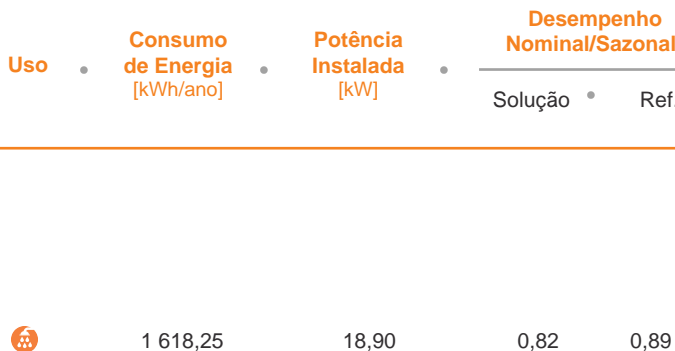 Uso
Consumo
de Energia
[kWh/ano]
Potência
Instalada
[kW]
Desempenho
Nominal/Sazonal
Solução
Ref.
1 618,25
18,90
0,82
0,89